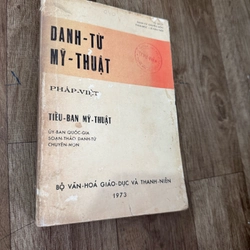 DANH-TỪ
MỸ-THUẬT
PHÁP-VIỆT
TIỂU-BAN MỸ-THUẬT
ỦY-BAN QUỐC-GIA
SOẠN-THẢO DANH-TỪ
CHUYÊN-MÔN
BỘ VĂN-HOÁ GIÁO-DỤC VÀ THANH-NIÊN
1973